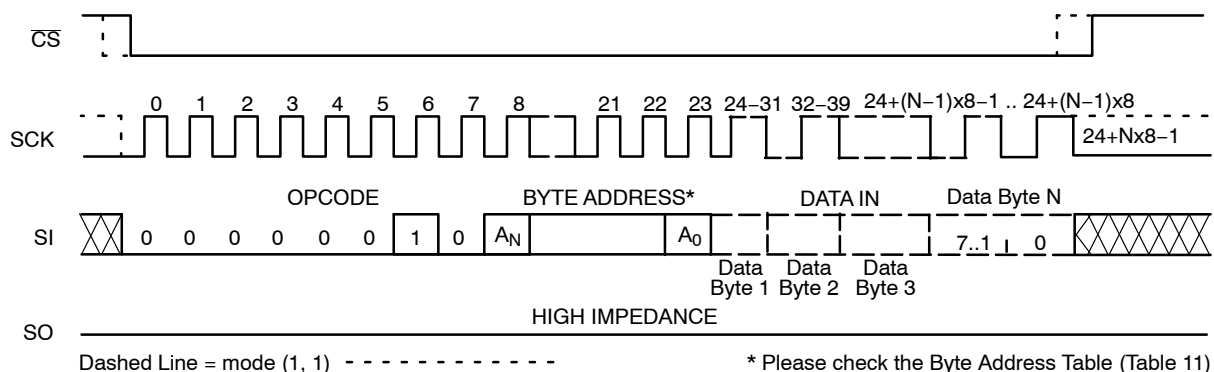 CS
0 1 2 3 4 5 6 7 8 21 22 23 24−31 32−39 24+(N−1)x8−1 .. 24+(N−1)x8
SCK
24+Nx8−1
OPCODE BYTE ADDRESS* DATA IN Data Byte N
SI 0 0 0 0 0 0 1 0 AN A0 7..1 0
Data Byte 1 Data Byte 2 Data Byte 3
HIGH IMPEDANCE
SO
Dashed Line = mode (1, 1) * Please check the Byte Address Table (Table 11)